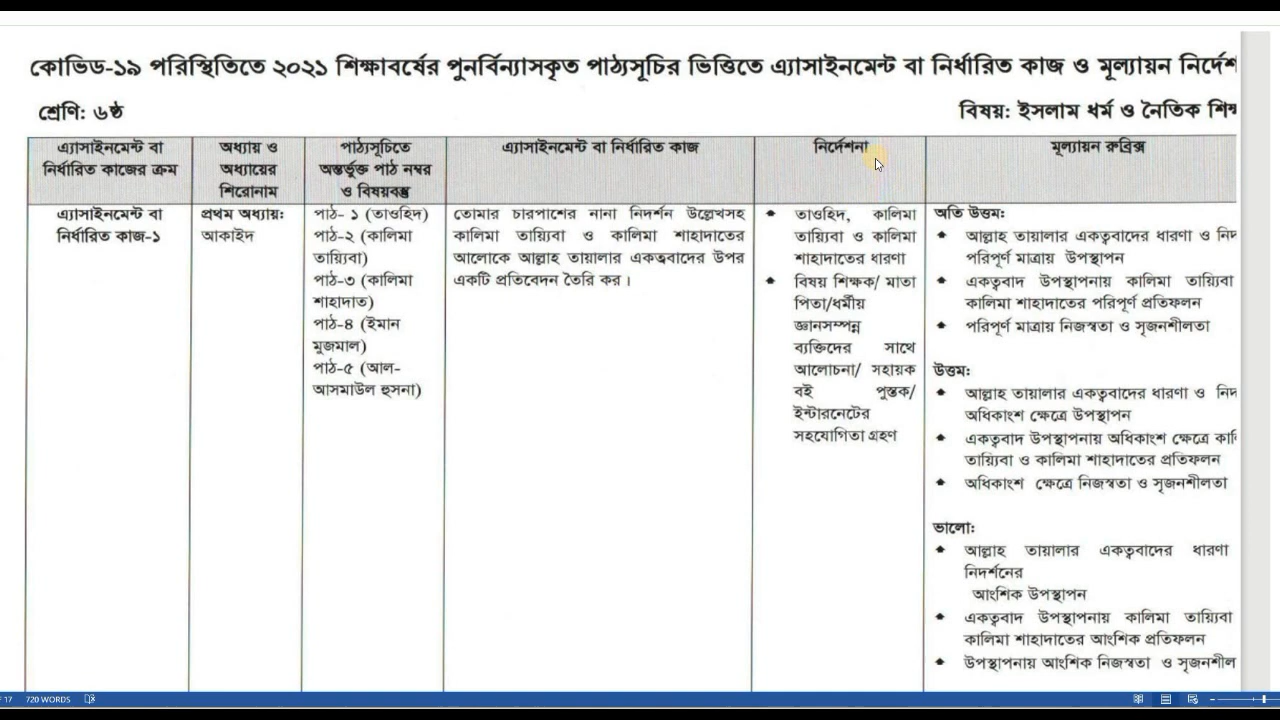 কোভিড-১৯ পরিস্থিতিতে ২০২১ শিক্ষাবর্ষের পুনর্বিন্যাসকৃত পাঠ্যসূচির ভিত্তিতে এ্যাসাইনমেন্ট বা নির্ধারিত কাজ ও মূল্যায়ন
শ্রেণি: ৬ষ্ঠ
বিষয়: ইসলাম ধর্ম ও নৈতিক
এ্যাসাইনমেন্ট বা
নির্ধারিত কাজের ক্রম
অধ্যায় ও
অধ্যায়ের
শিরোনাম
পাঠ্যসূচিতে
অন্তর্ভুক্ত পাঠ নম্বর
ও বিষয়বস্তু
এ্যাসাইনমেন্ট বা নির্ধারিত কাজ
নির্দেশনা
মূল্যায়ন রুব্রিক্স
এ্যাসাইনমেন্ট বা
নির্ধারিত কাজ-১
প্রথম অধ্যায়:
আকাইদ
পাঠ- ১ (তাওহিদ)
পাঠ-২ (কালিমা
তায়্যিবা)
পাঠ-৩ (কালিমা
শাহাদাত)
পাঠ-৪ (ইমান
মুজমাল)
পাঠ-৫ (আল-
আসমাউল হুসনা)
তোমার চারপাশের নানা নিদর্শন উল্লেখসহ
কালিমা তায়্যিবা ও কালিমা শাহাদাতের
আলোকে আল্লাহ তায়ালার একত্ববাদের উপর
একটি প্রতিবেদন তৈরি কর।
তাওহিদ, কালিমা
তায়্যিবা ও কালিমা
শাহাদাতের ধারণা
বিষয় শিক্ষক/ মাতা
পিতা/ধর্মীয়
জ্ঞানসম্পন্ন
ব্যক্তিদের সাথে
আলোচনা/ সহায়ক
বই পুস্তক/
ইন্টারনেটের
সহযোগিতা গ্রহণ
অতি উত্তম:
আল্লাহ তায়ালার একত্ববাদের ধারণা ও
পরিপূর্ণ মাত্রায় উপস্থাপন
একত্ববাদ উপস্থাপনায় কালিমা তায়্যিবা
কালিমা শাহাদাতের পরিপূর্ণ প্রতিফলন
পরিপূর্ণ মাত্রায় নিজস্বতা ও সৃজনশীলতা
উত্তম:
আল্লাহ তায়ালার একত্ববাদের ধারণা ও
অধিকাংশ ক্ষেত্রে উপস্থাপন
একত্ববাদ উপস্থাপনায় অধিকাংশ ক্ষেত্রে
তায়্যিবা ও কালিমা শাহাদাতের প্রতিফলন
অধিকাংশ ক্ষেত্রে নিজস্বতা ও সৃজনশীলতা
ভালো:
আল্লাহ তায়ালার একত্ববাদের ধারণা
নিদর্শনের
আংশিক উপস্থাপন
একত্ববাদ উপস্থাপনায় কালিমা তায়্যিবা
কালিমা শাহাদাতের আংশিক প্রতিফলন
উপস্থাপনায় আংশিক নিজস্বতা ও
17 720 WORDS